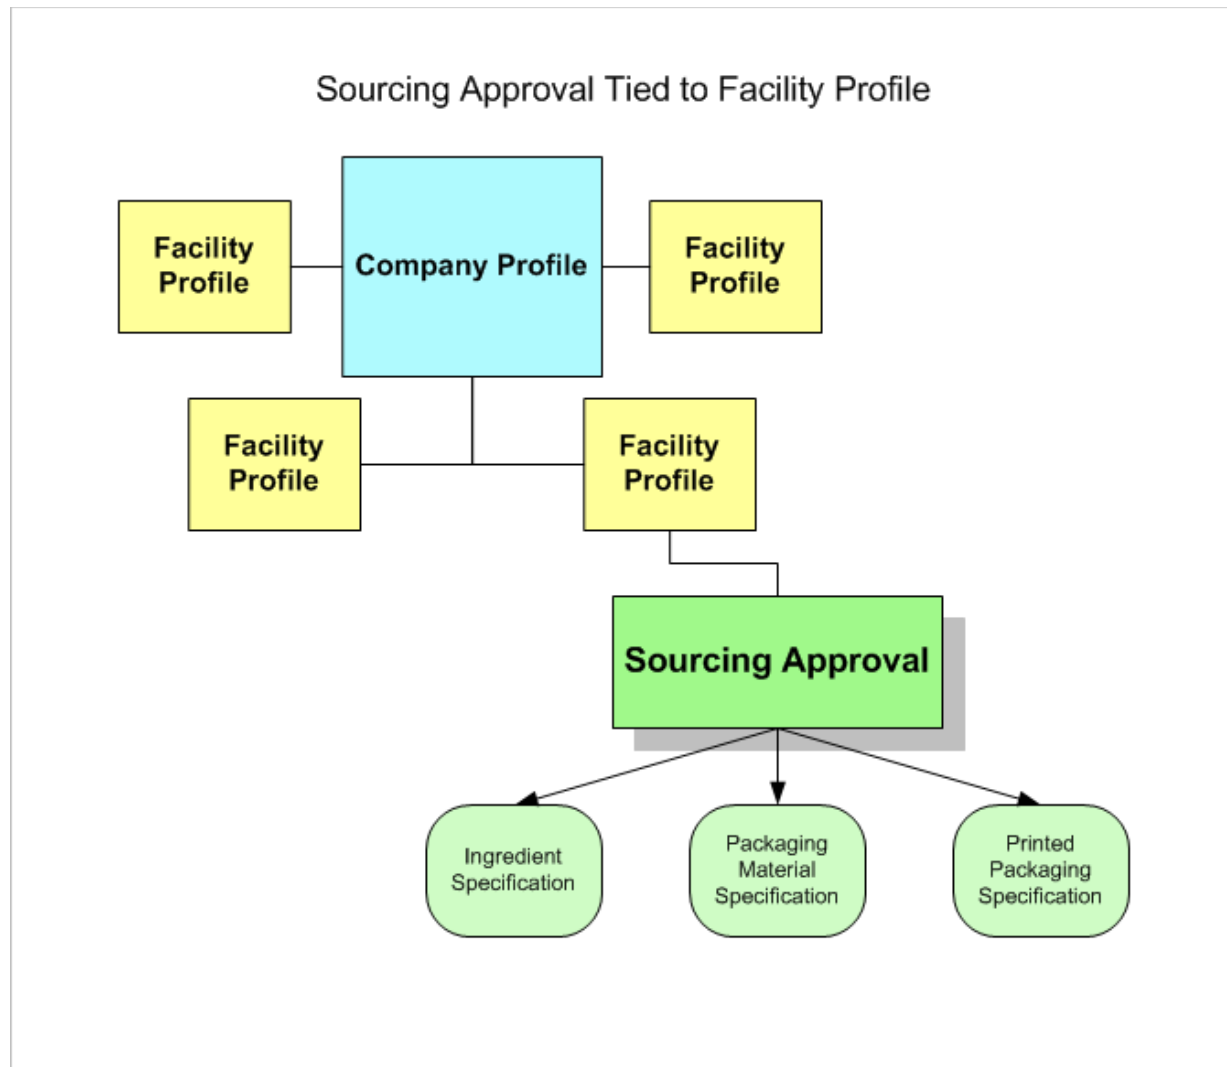 Sourcing Approval Tied to Facility Profile
Facility
Profile
Company Profile
Facility
Profile
Facility
Profile
Facility
Profile
Sourcing Approval
Ingredient
Specification
Packaging
Material
Specification
Printed
Packaging
Specification